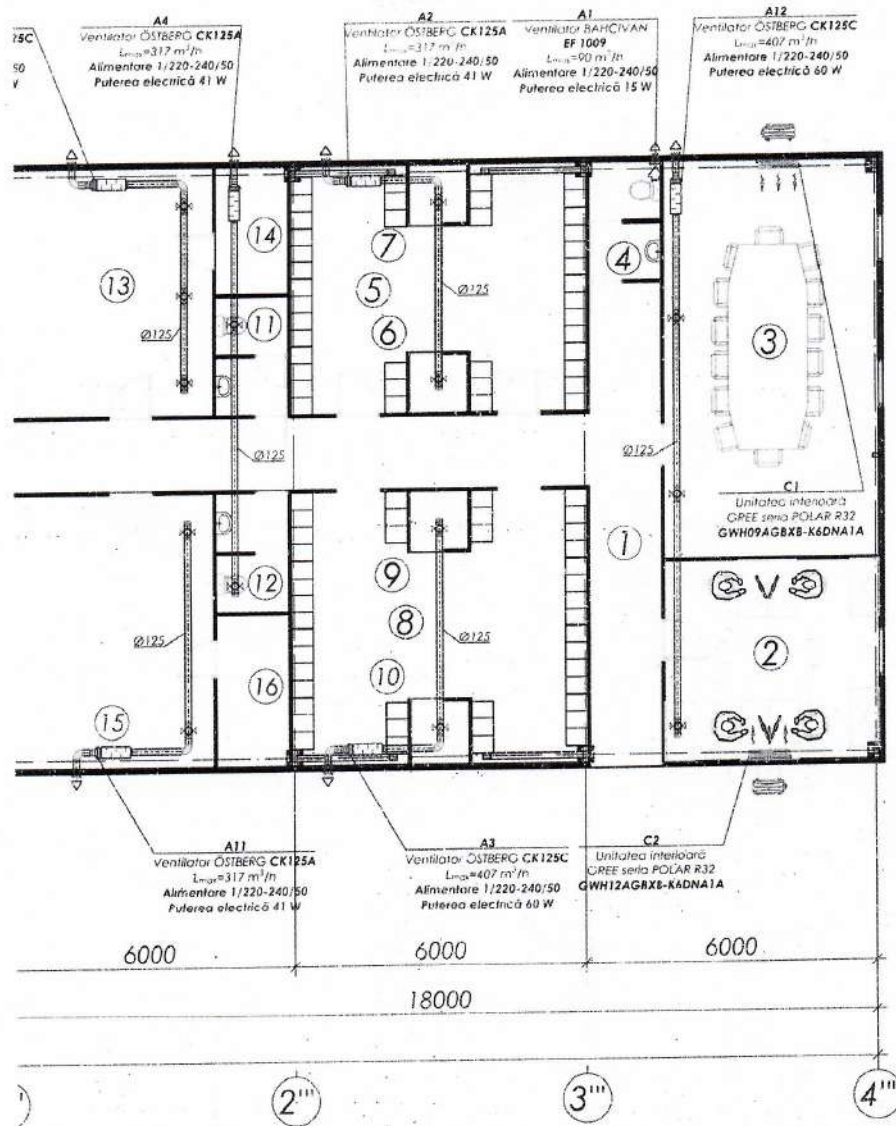 A4
Ventilator ÖSTBERG CK125A
Lmax=317 m³/h
Alimentare 1/220-240/50
Puterea electrică 41 W
A2
Ventilator ÖSTBERG CK125A
Lmax=317 m³/h
Alimentare 1/220-240/50
Puterea electrică 41 W
A1
Ventilator BAHCIVAN
EF 1009
Lmax=90 m³/h
Alimentare 1/220-240/50
Puterea electrică 15 W
A12
Ventilator ÖSTBERG CK125C
Lmax=407 m³/h
Alimentare 1/220-240/50
Puterea electrică 60 W
25C
50
W
14
7
4
13
5
Ø125
11
6
3
Ø125
Ø125
Ø125
C1
Unitatea interioară
GREE seria POLAR R32
GWH09AGBXB-K6DNA1A
1
9
12
8
2
Ø125
Ø125
10
16
15
A11
Ventilator ÖSTBERG CK125A
Lmax=317 m³/h
Alimentare 1/220-240/50
Puterea electrică 41 W
A3
Ventilator ÖSTBERG CK125C
Lmax=407 m³/h
Alimentare 1/220-240/50
Puterea electrică 60 W
C2
Unitatea interioară
GREE seria POLAR R32
GWH12AGBXB-K6DNA1A
6000
6000
6000
18000
2'''
3'''
4'''